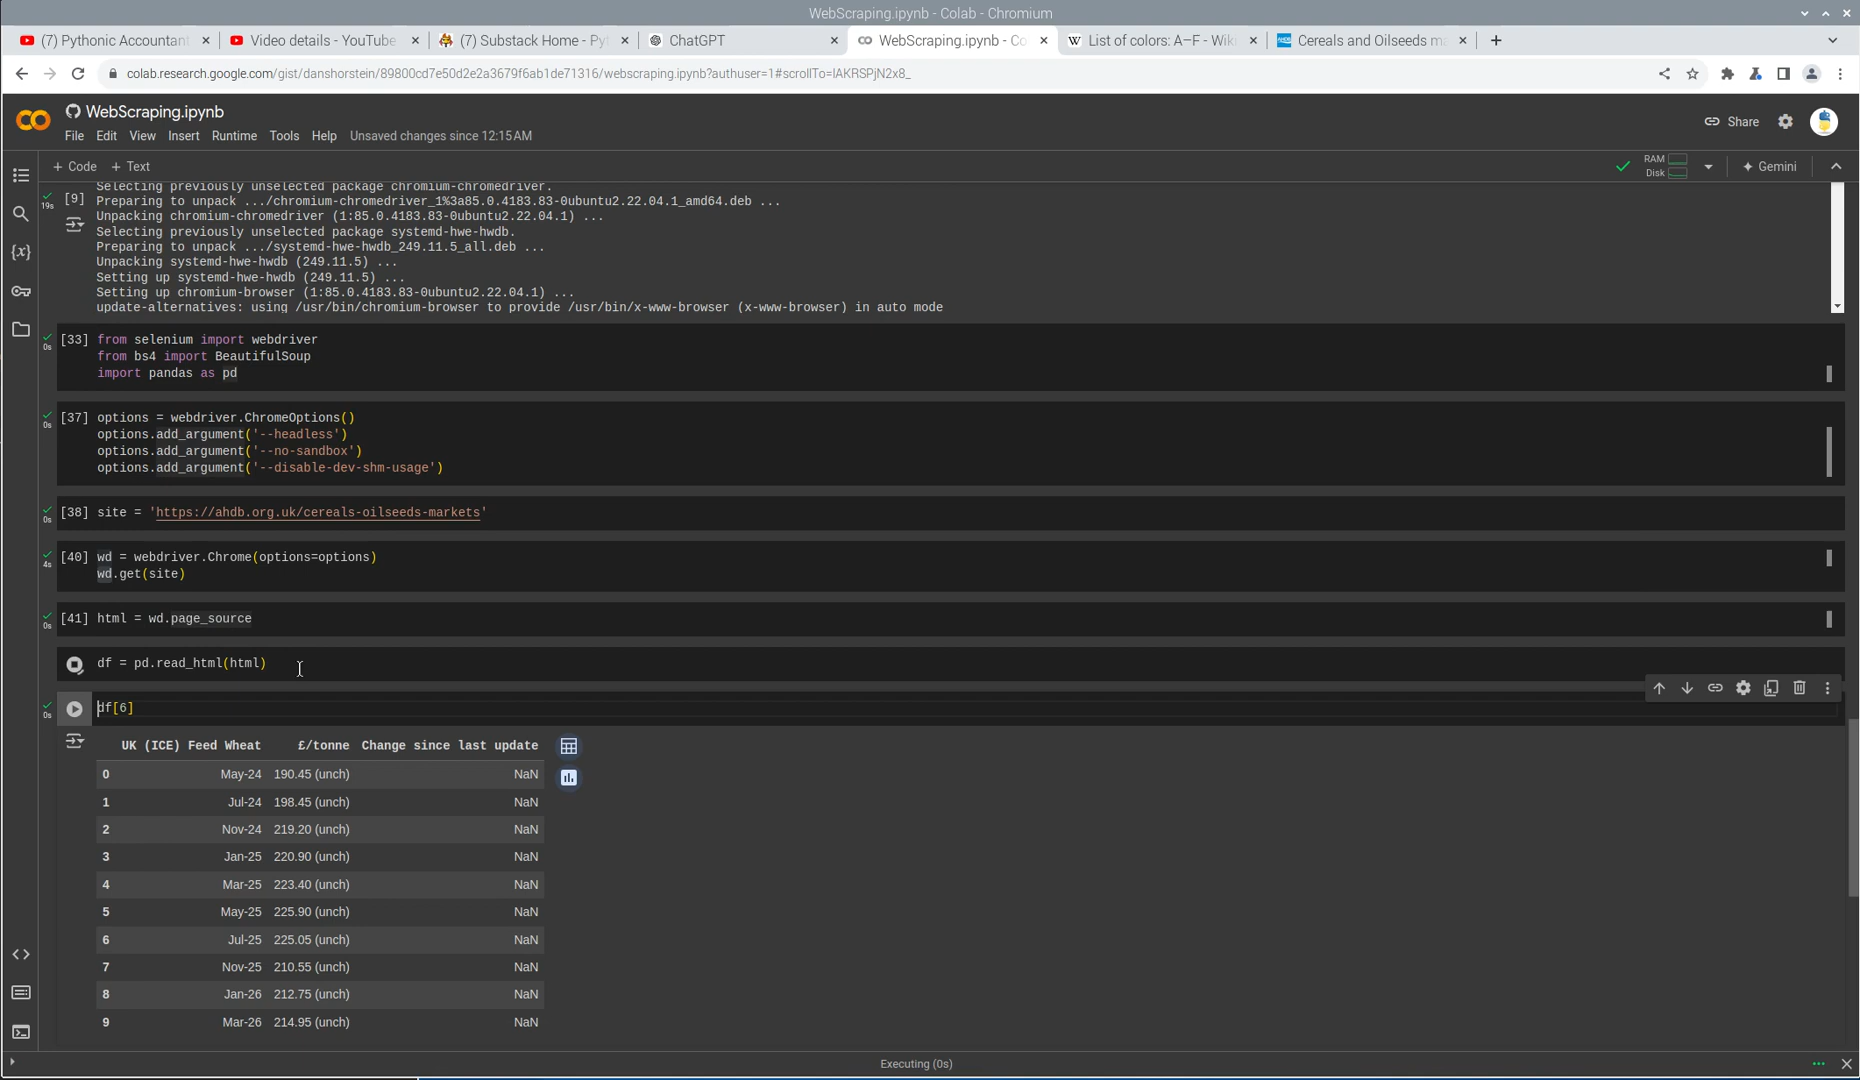 WebScraping.ipynb - Colab - Chromium
(7) Pythonic Accountant
Video details - YouTube
(7) Substack Home - Pyt
ChatGPT
WebScraping.ipynb - Co
List of colors: A–F - Wiki
Cereals and Oilseeds ma
colab.research.google.com/gist/danshorstein/89800cd7e50d2e2a3679f6ab1de71316/webscraping.ipynb?authuser=1#scrollTo=IAKRSPjN2x8_
WebScraping.ipynb
File Edit View Insert Runtime Tools Help Unsaved changes since 12:15 AM
Share
+ Code + Text
RAM
Disk
Gemini
Selecting previously unselected package chromium-chromedriver.
19s [9] Preparing to unpack .../chromium-chromedriver_1%3a85.0.4183.83-0ubuntu2.22.04.1_amd64.deb ...
Unpacking chromium-chromedriver (1:85.0.4183.83-0ubuntu2.22.04.1) ...
Selecting previously unselected package systemd-hwe-hwdb.
Preparing to unpack .../systemd-hwe-hwdb_249.11.5_all.deb ...
Unpacking systemd-hwe-hwdb (249.11.5) ...
Setting up systemd-hwe-hwdb (249.11.5) ...
Setting up chromium-browser (1:85.0.4183.83-0ubuntu2.22.04.1) ...
update-alternatives: using /usr/bin/chromium-browser to provide /usr/bin/x-www-browser (x-www-browser) in auto mode
0s [33] from selenium import webdriver
from bs4 import BeautifulSoup
import pandas as pd
0s [37] options = webdriver.ChromeOptions()
options.add_argument('--headless')
options.add_argument('--no-sandbox')
options.add_argument('--disable-dev-shm-usage')
0s [38] site = 'https://ahdb.org.uk/cereals-oilseeds-markets'
4s [40] wd = webdriver.Chrome(options=options)
wd.get(site)
0s [41] html = wd.page_source
df = pd.read_html(html)
0s df[6]
UK (ICE) Feed Wheat £/tonne Change since last update
0 May-24 190.45 (unch) NaN
1 Jul-24 198.45 (unch) NaN
2 Nov-24 219.20 (unch) NaN
3 Jan-25 220.90 (unch) NaN
4 Mar-25 223.40 (unch) NaN
5 May-25 225.90 (unch) NaN
6 Jul-25 225.05 (unch) NaN
7 Nov-25 210.55 (unch) NaN
8 Jan-26 212.75 (unch) NaN
9 Mar-26 214.95 (unch) NaN
Executing (0s)